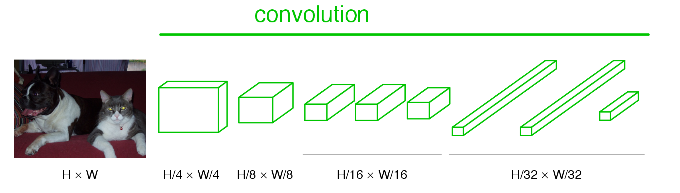 convolution
H × W
H/4 × W/4
H/8 × W/8
H/16 × W/16
H/32 × W/32